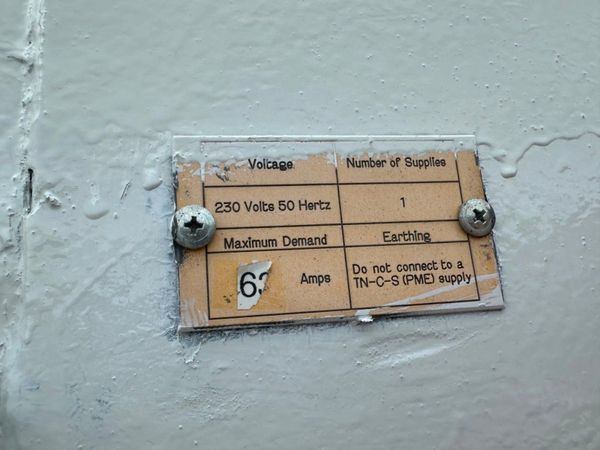 Voltage
Number of Supplies
230 Volts 50 Hertz
1
Maximum Demand
Earthing
63 Amps
Do not connect to a
TN-C-S (PME) supply